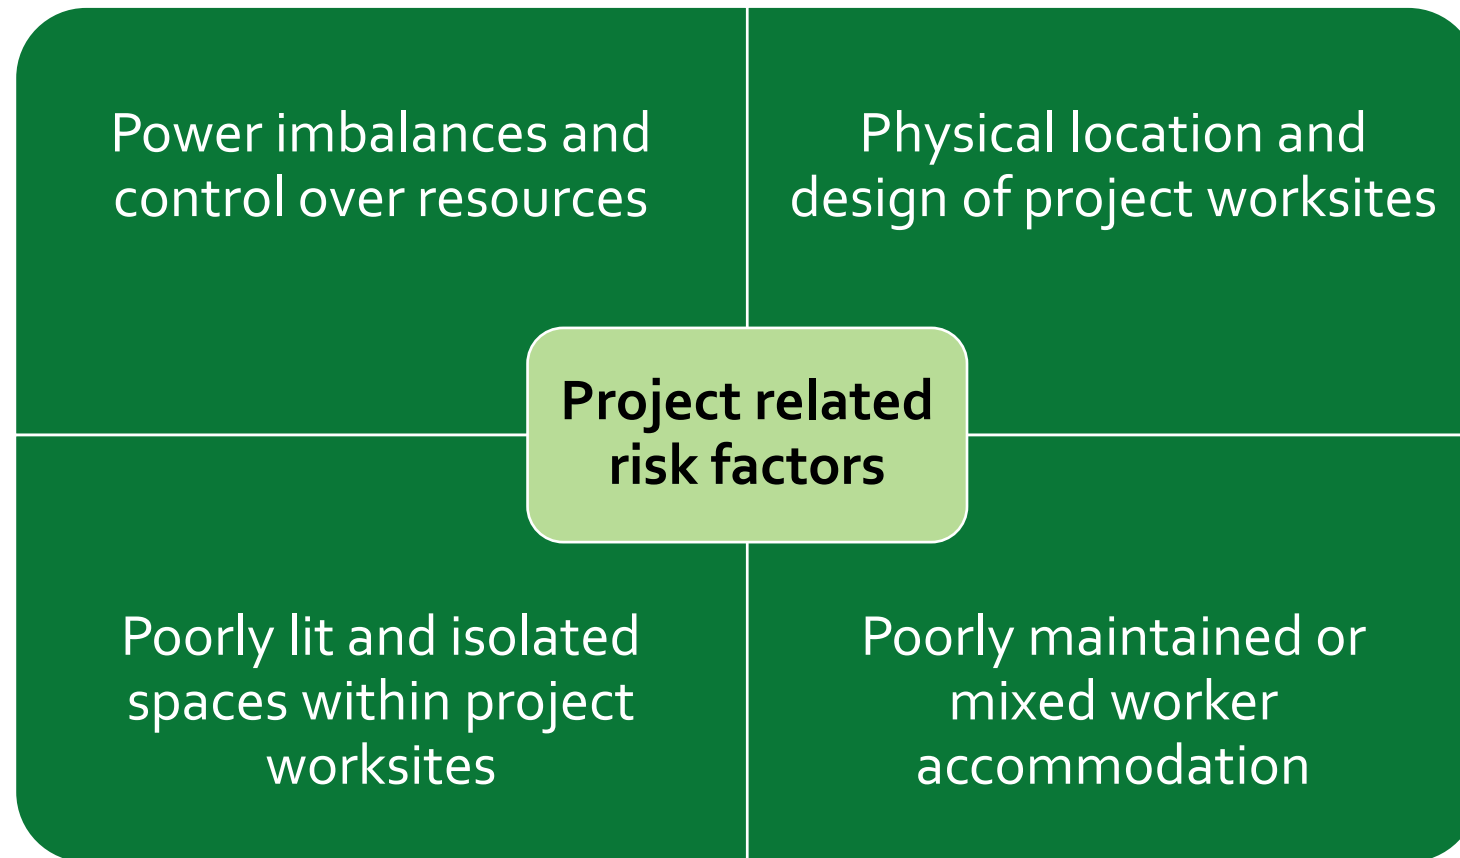 Power imbalances and
control over resources
Physical location and
design of project worksites
Project related
risk factors
Poorly lit and isolated
spaces within project
worksites
Poorly maintained or
mixed worker
accommodation